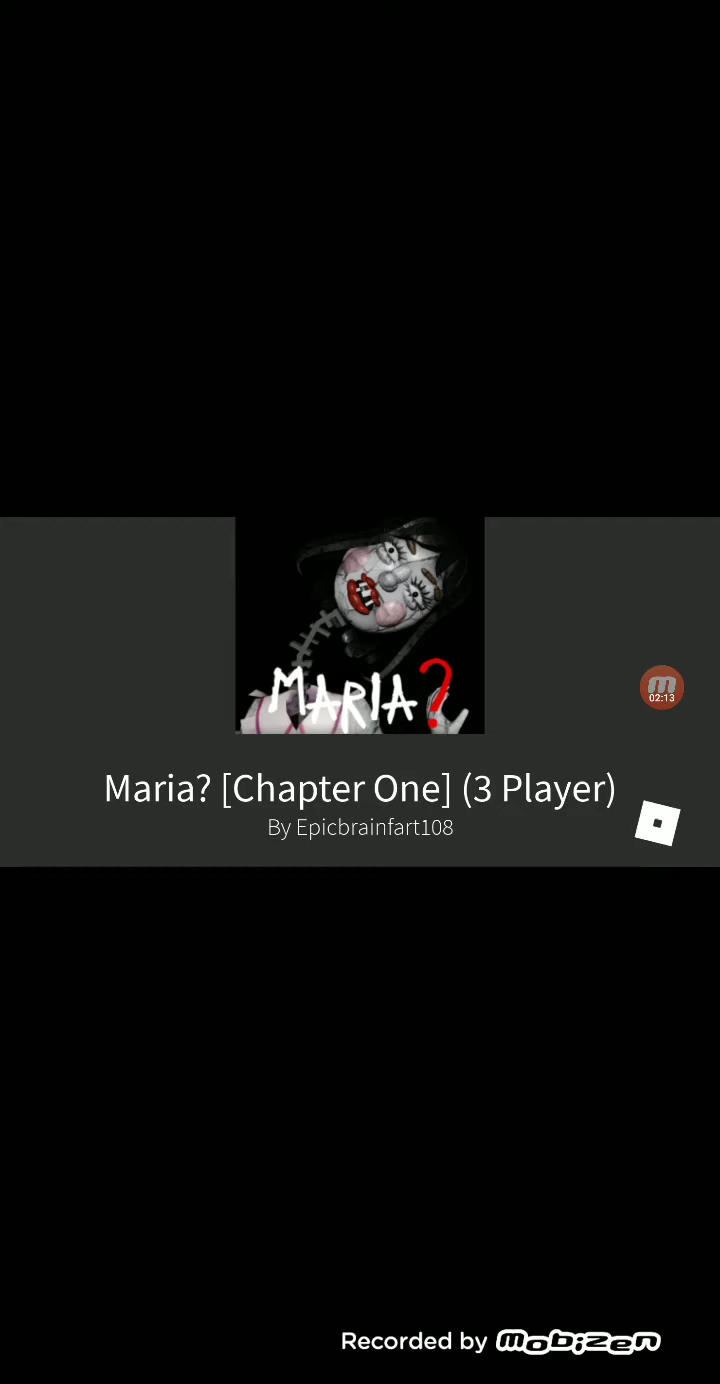 MARIA?
02:13
Maria? [Chapter One] (3 Player)
By Epicbrainfart108
Recorded by mobizen